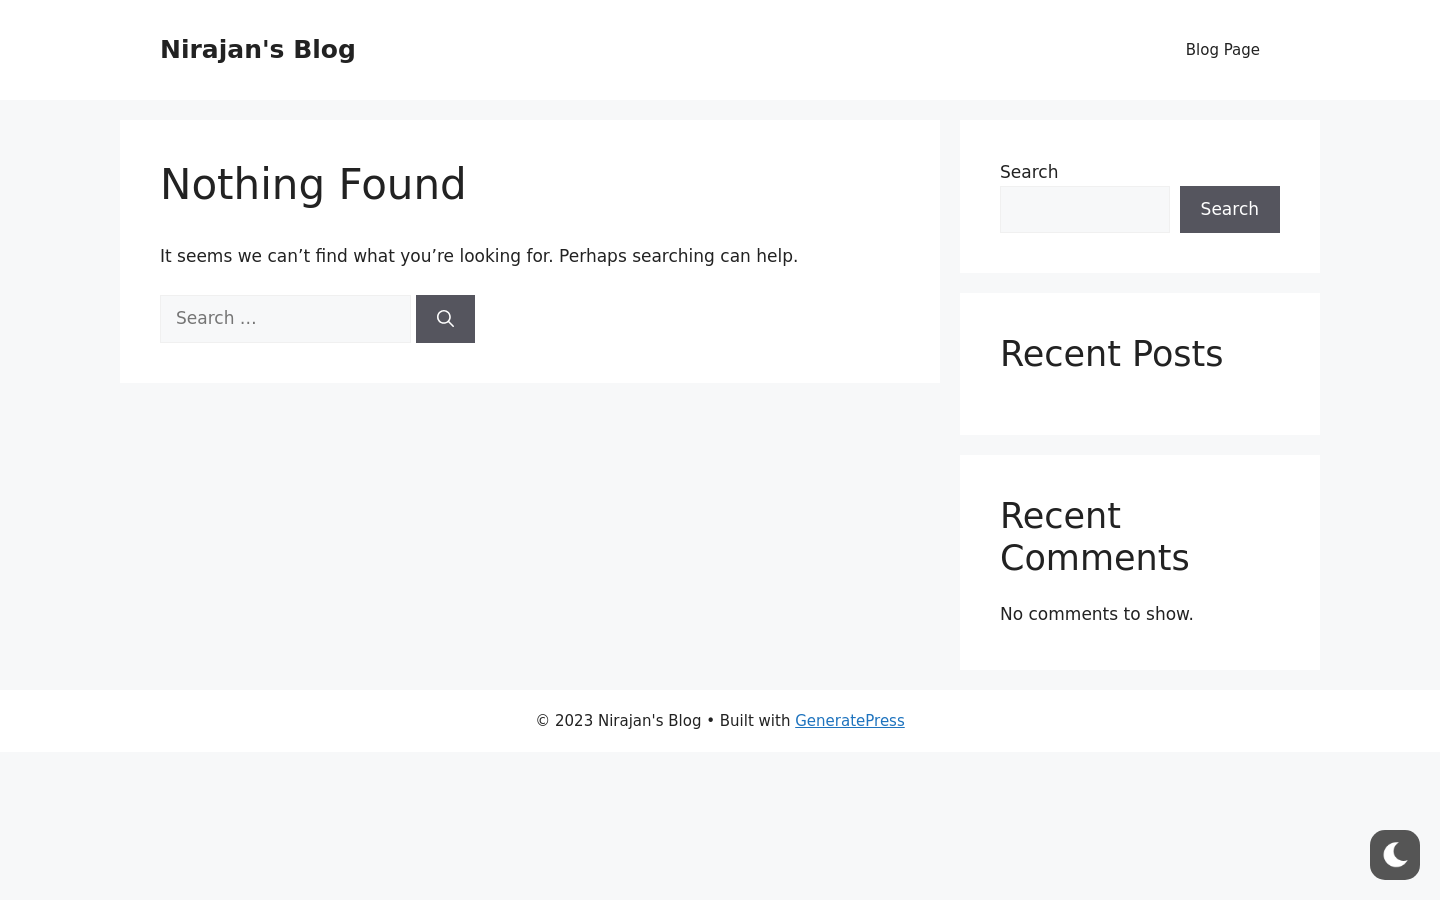 Nirajan's Blog
Blog Page
Nothing Found
It seems we can’t find what you’re looking for. Perhaps searching can help.
Search …
Search
Search
Recent Posts
Recent
Comments
No comments to show.
© 2023 Nirajan's Blog • Built with GeneratePress